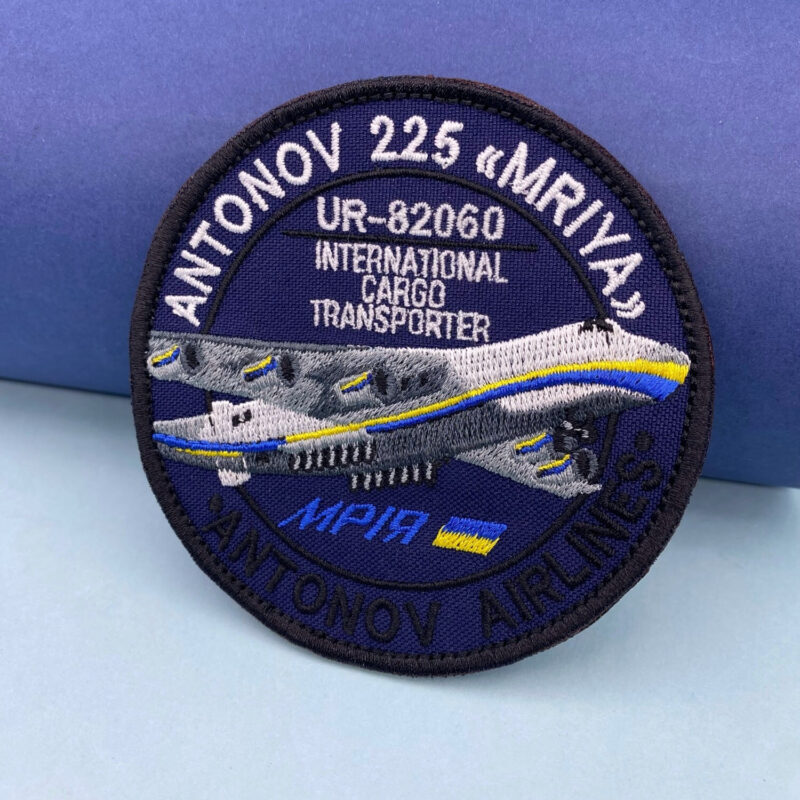 ANTONOV 225 «MRIYA»
UR-82060
INTERNATIONAL
CARGO
TRANSPORTER
МРІЯ
•ANTONOV AIRLINES•